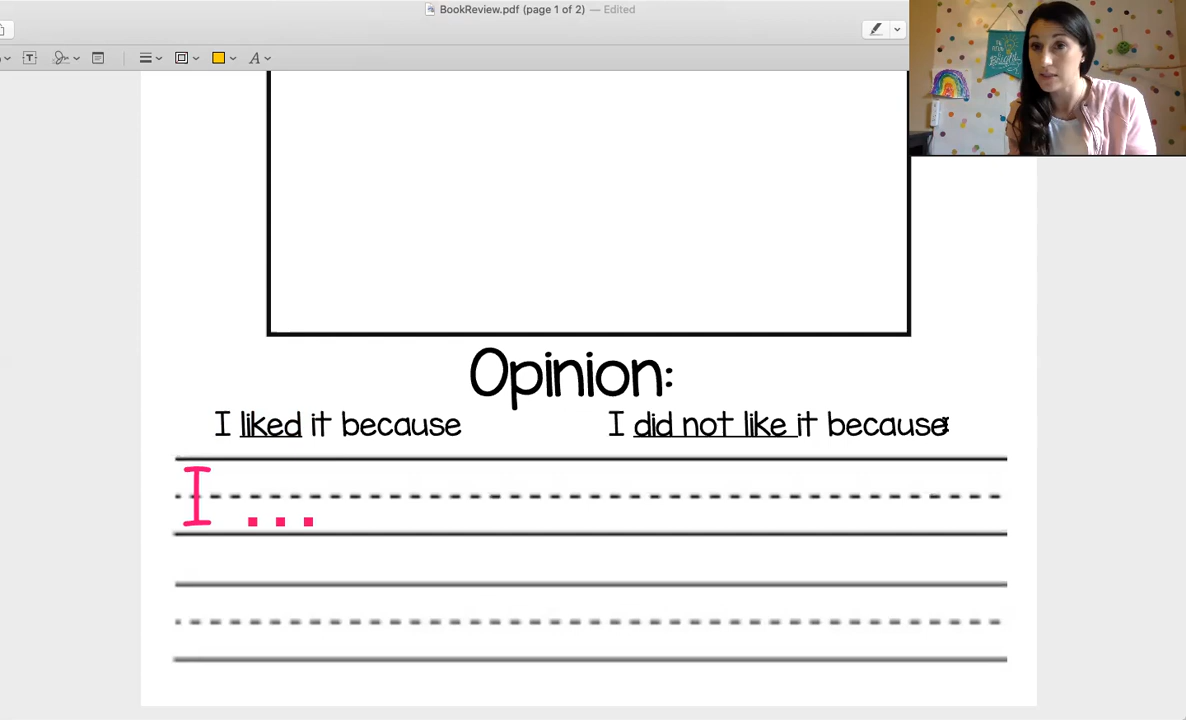 BookReview.pdf (page 1 of 2) — Edited
A
Opinion:
I liked it because I did not like it because
I ...